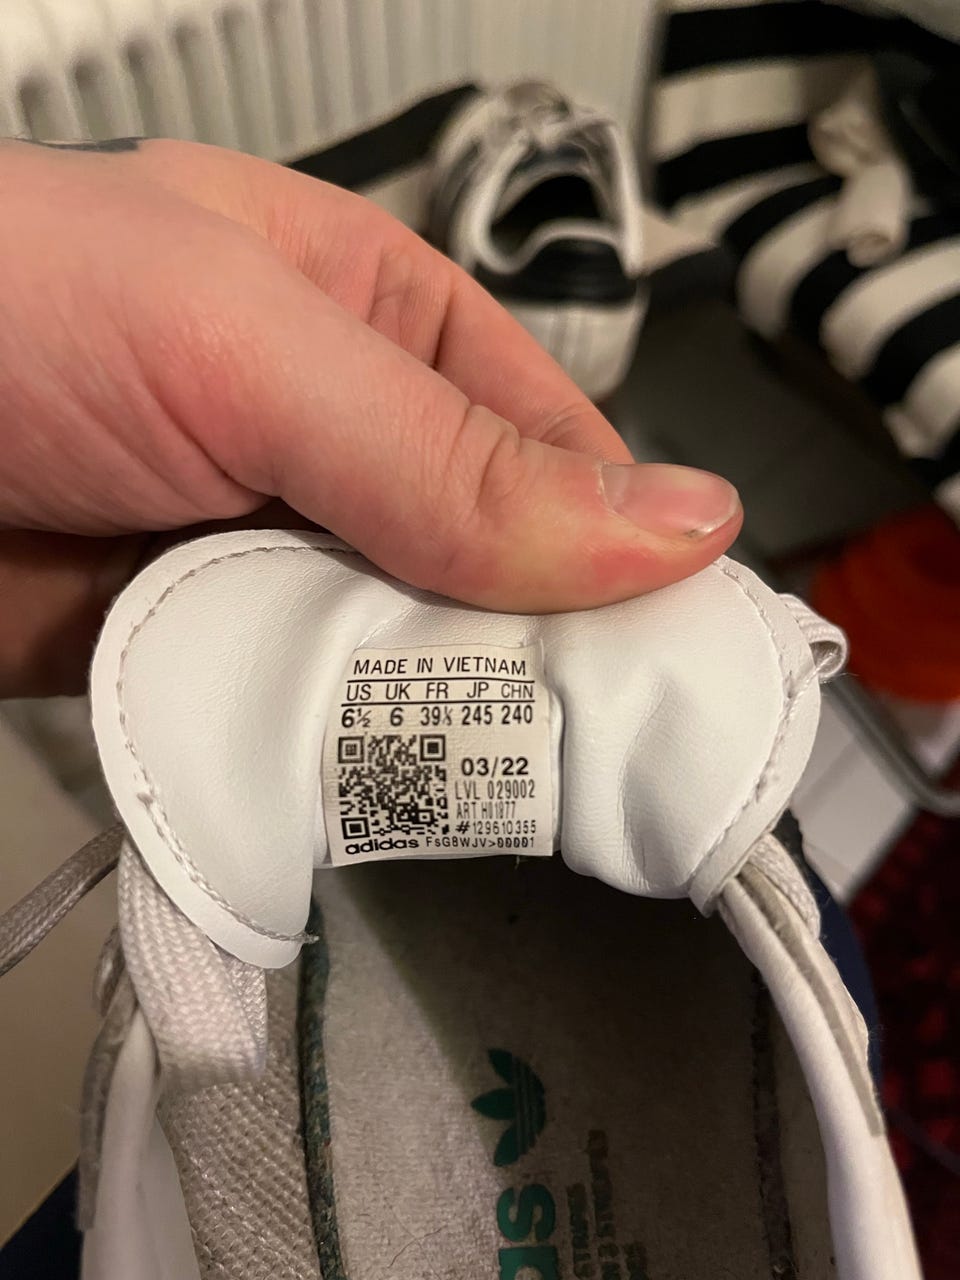 MADE IN VIETNAM
US UK FR JP CHN
6½ 6 39⅓ 245 240
03/22
LVL 029002
ART H01877
#129610355
adidas FsG8WJV>00001